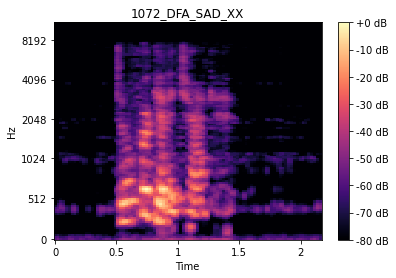 1072_DFA_SAD_XX
+0 dB
8192
-10 dB
4096
-20 dB
-30 dB
2048
Hz
-40 dB
1024
-50 dB
512
-60 dB
-70 dB
0
-80 dB
0
0.5
1
1.5
2
Time